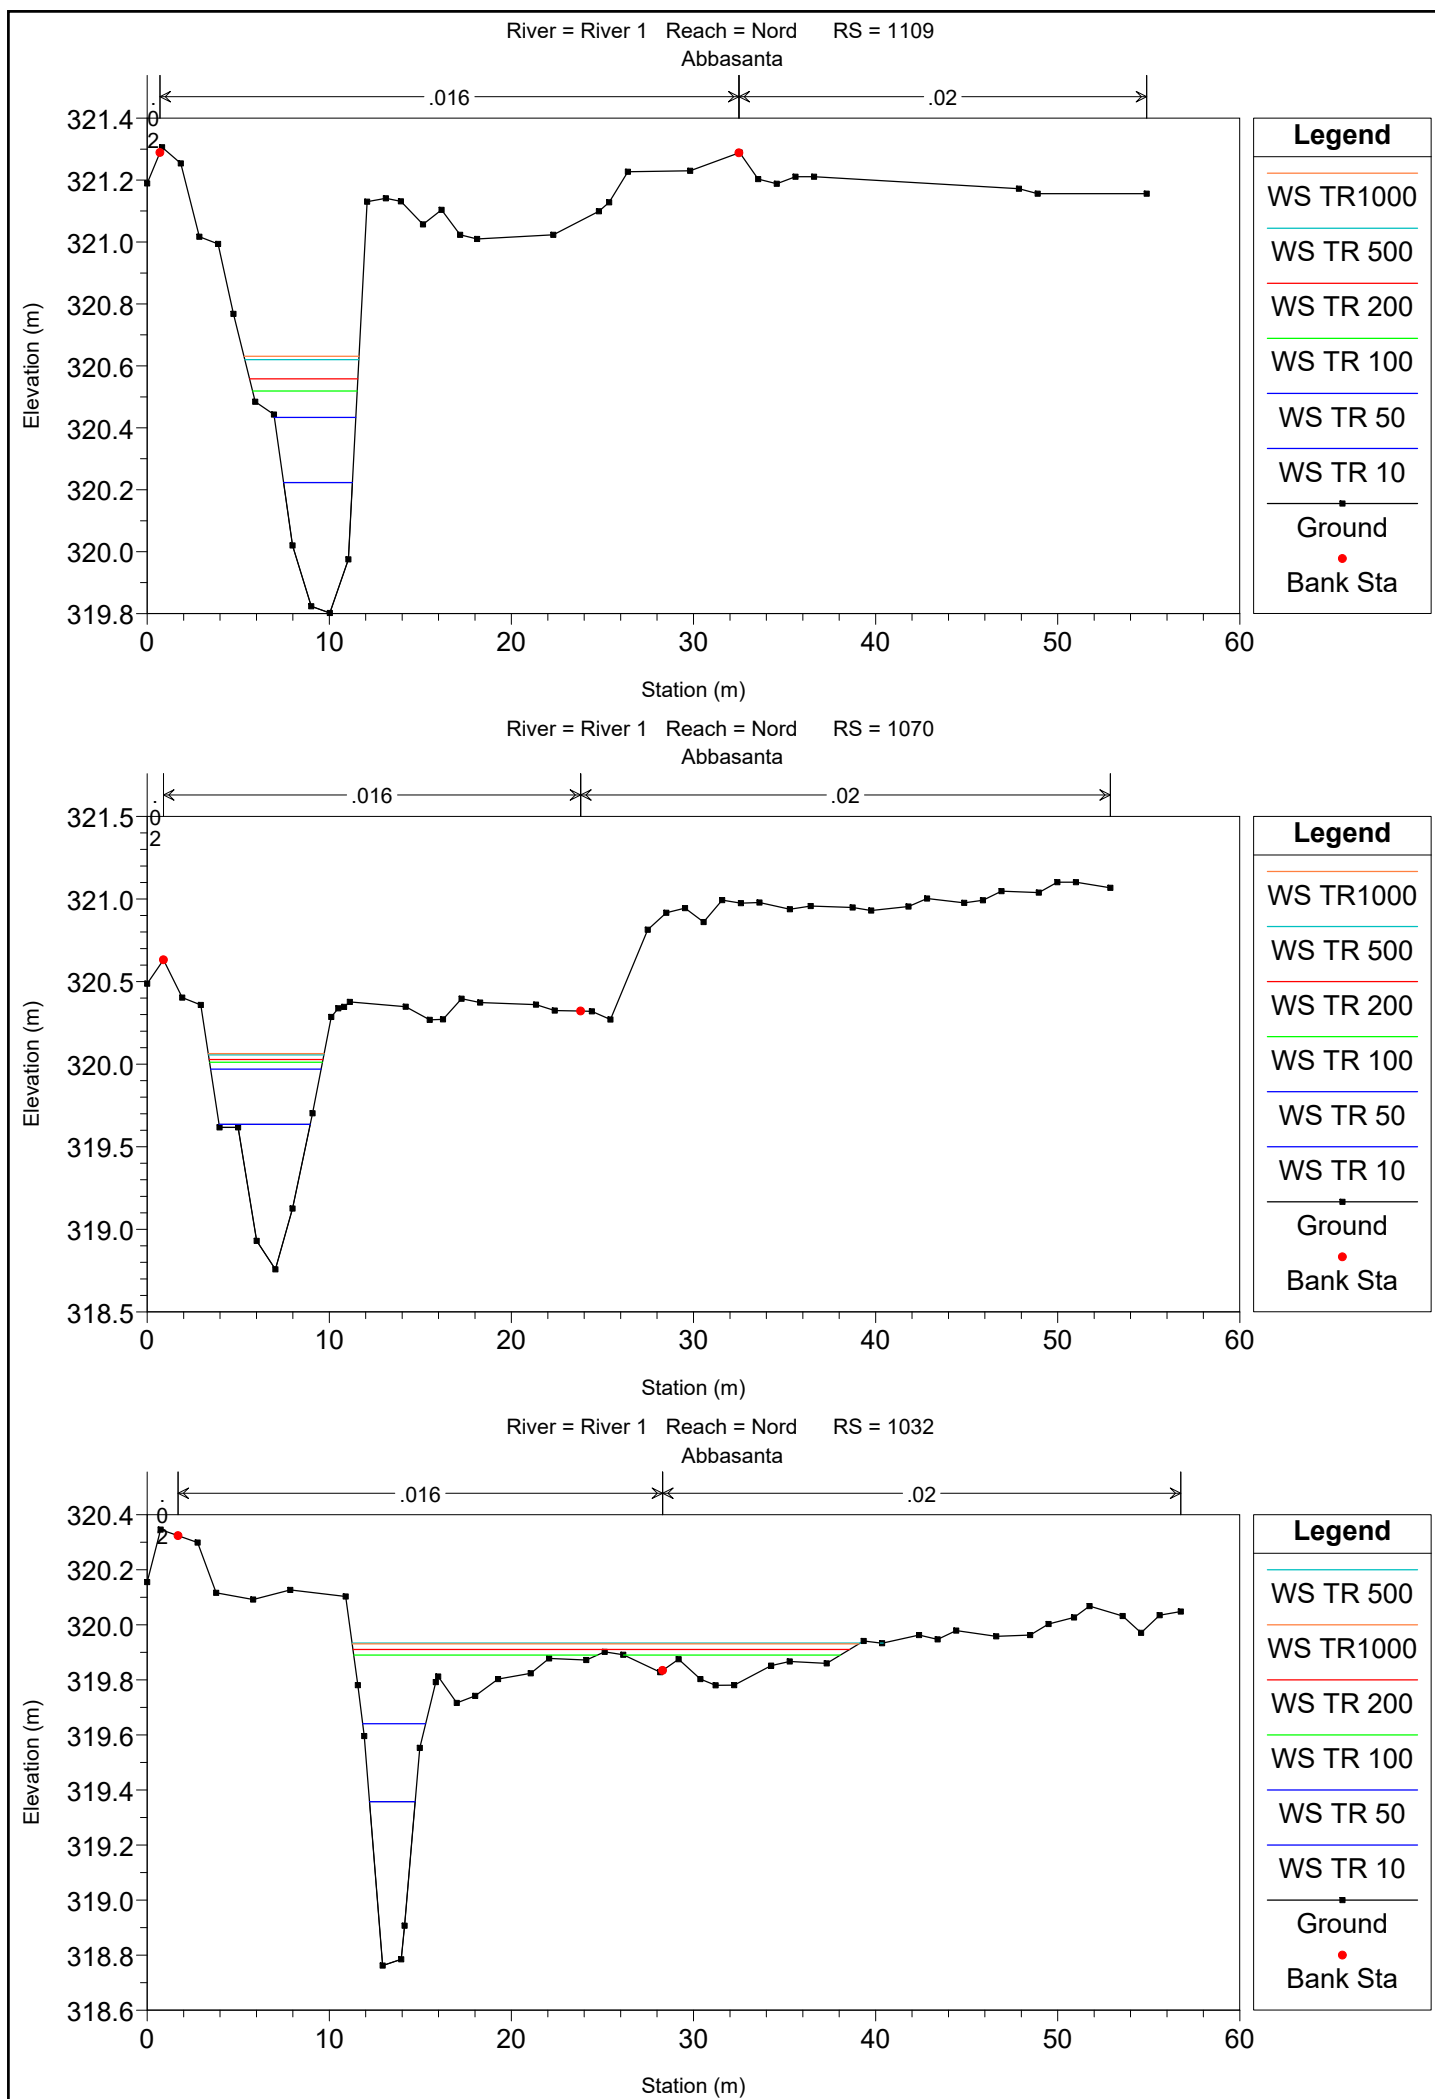 River = River 1 Reach = Nord RS = 1109
Abbasanta
.02
.016
.02
321.4
321.2
321.0
320.8
320.6
320.4
320.2
320.0
319.8
Elevation (m)
0 10 20 30 40 50 60
Station (m)
Legend
WS TR1000
WS TR 500
WS TR 200
WS TR 100
WS TR 50
WS TR 10
Ground
Bank Sta
River = River 1 Reach = Nord RS = 1070
Abbasanta
.02
.016
.02
321.5
321.0
320.5
320.0
319.5
319.0
318.5
Elevation (m)
0 10 20 30 40 50 60
Station (m)
Legend
WS TR1000
WS TR 500
WS TR 200
WS TR 100
WS TR 50
WS TR 10
Ground
Bank Sta
River = River 1 Reach = Nord RS = 1032
Abbasanta
.02
.016
.02
320.4
320.2
320.0
319.8
319.6
319.4
319.2
319.0
318.8
318.6
Elevation (m)
0 10 20 30 40 50 60
Station (m)
Legend
WS TR 500
WS TR1000
WS TR 200
WS TR 100
WS TR 50
WS TR 10
Ground
Bank Sta